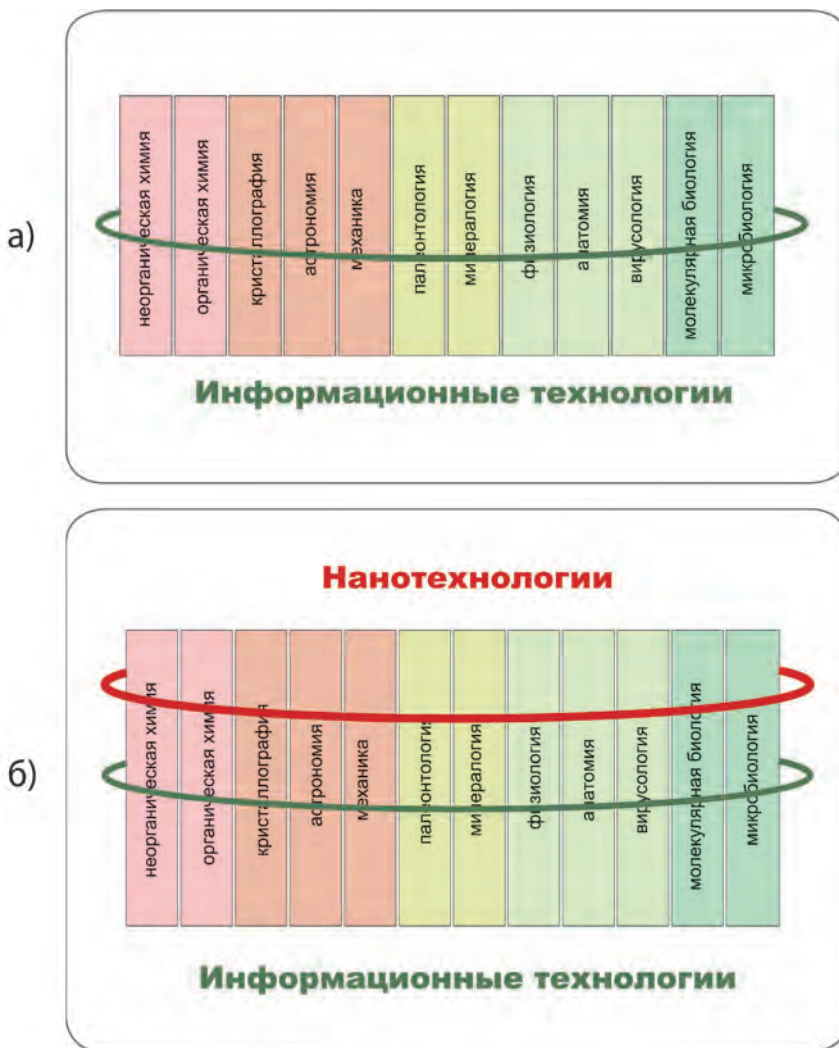 а)
неорганическая химия
органическая химия
кристаллография
астрономия
механика
палеонтология
минералогия
физиология
анатомия
вирусология
молекулярная биология
микробиология
Информационные технологии
б)
Нанотехнологии
неорганическая химия
органическая химия
кристаллография
астрономия
механика
палеонтология
минералогия
физиология
анатомия
вирусология
молекулярная биология
микробиология
Информационные технологии